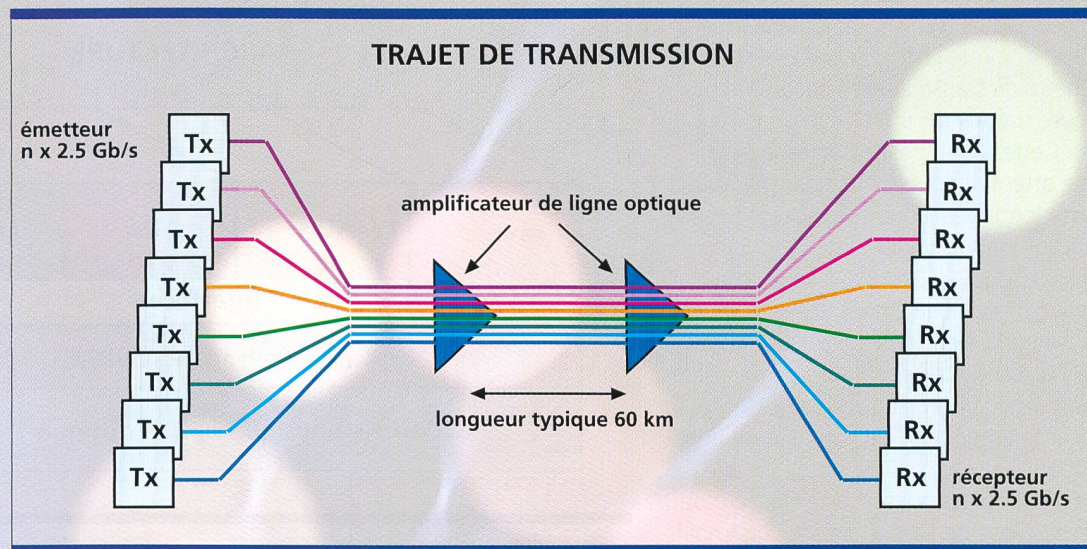 TRAJET DE TRANSMISSION
émetteur
n x 2.5 Gb/s
Tx
Tx
Tx
Tx
Tx
Tx
Tx
Tx
amplificateur de ligne optique
longueur typique 60 km
Rx
Rx
Rx
Rx
Rx
Rx
Rx
Rx
récepteur
n x 2.5 Gb/s